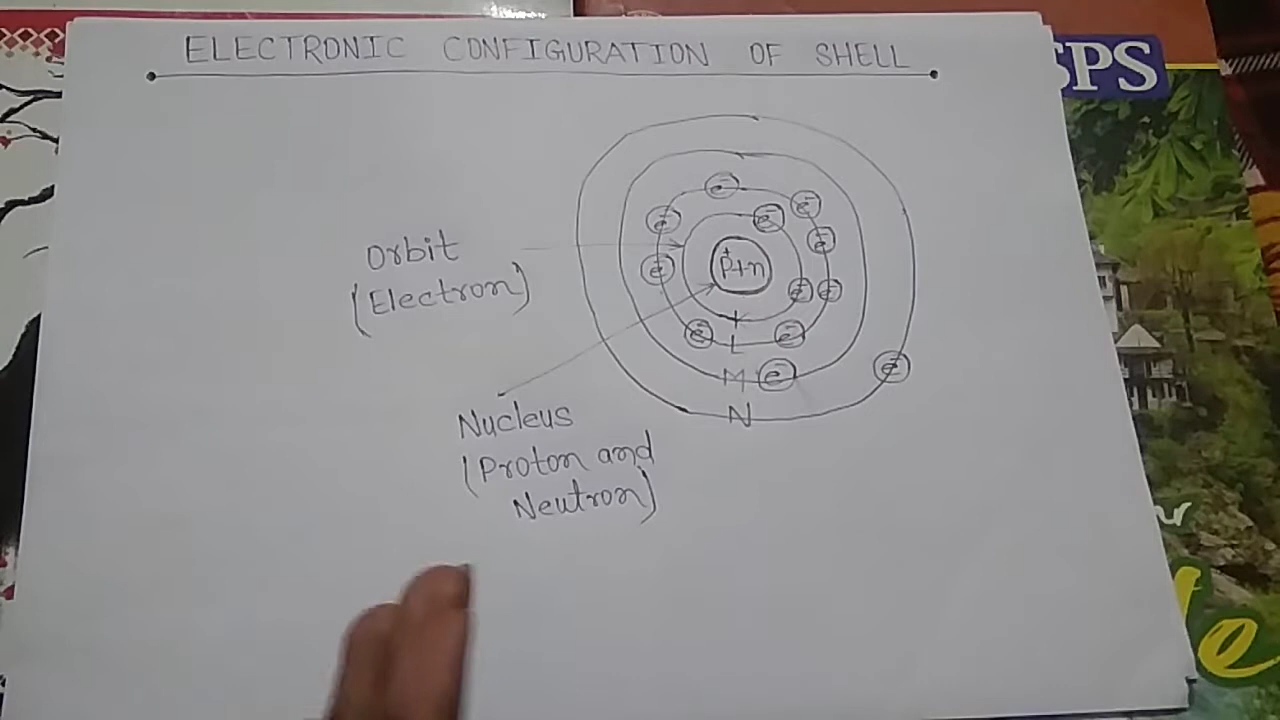 ELECTRONIC CONFIGURATION OF SHELL
SPS
Orbit
(Electron)
e⁻
e⁻
e⁻
e⁻
e⁻
e⁻
P⁺+n
e⁻
e⁻
e⁻
e⁻
K
L
M
e⁻
e⁻
N
Nucleus
(Proton and
Neutron)